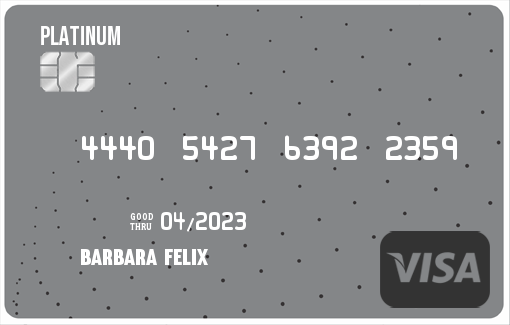 PLATINUM
4440 5427 6392 2359
GOOD THRU 04/2023
BARBARA FELIX
VISA